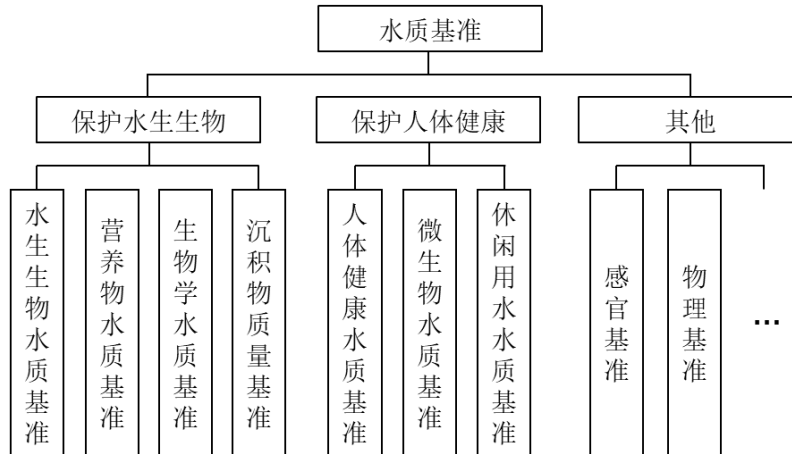 水质基准
保护水生生物
保护人体健康
其他
水生生物水质基准
营养物水质基准
生物学水质基准
沉积物质量基准
人体健康水质基准
微生物水质基准
休闲用水水质基准
感官基准
物理基准
...